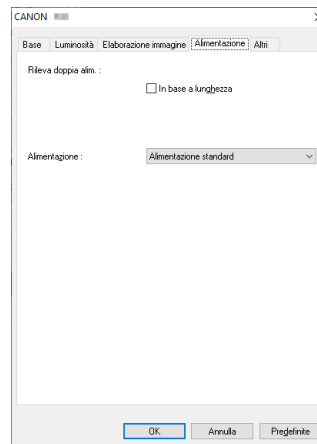 CANON
Base Luminosità Elaborazione immagine Alimentazione Altri
Rileva doppia alim. :
In base a lunghezza
Alimentazione : Alimentazione standard
OK Annulla Predefinite